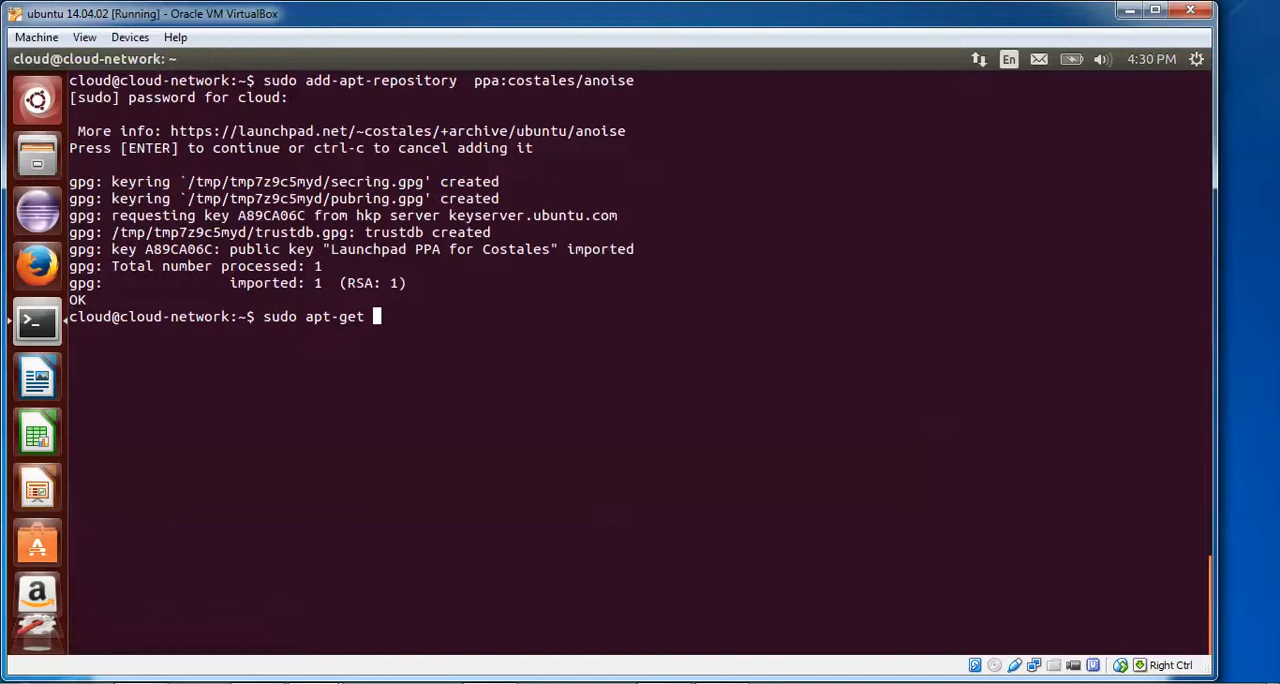 ubuntu 14.04.02 [Running] - Oracle VM VirtualBox
Machine View Devices Help
cloud@cloud-network: ~ En 4:30 PM
cloud@cloud-network:~$ sudo add-apt-repository  ppa:costales/anoise
[sudo] password for cloud:
More info: https://launchpad.net/~costales/+archive/ubuntu/anoise
Press [ENTER] to continue or ctrl-c to cancel adding it
gpg: keyring `/tmp/tmp7z9c5myd/secring.gpg' created
gpg: keyring `/tmp/tmp7z9c5myd/pubring.gpg' created
gpg: requesting key A89CA06C from hkp server keyserver.ubuntu.com
gpg: /tmp/tmp7z9c5myd/trustdb.gpg: trustdb created
gpg: key A89CA06C: public key "Launchpad PPA for Costales" imported
gpg: Total number processed: 1
gpg:               imported: 1  (RSA: 1)
OK
cloud@cloud-network:~$ sudo apt-get
Right Ctrl